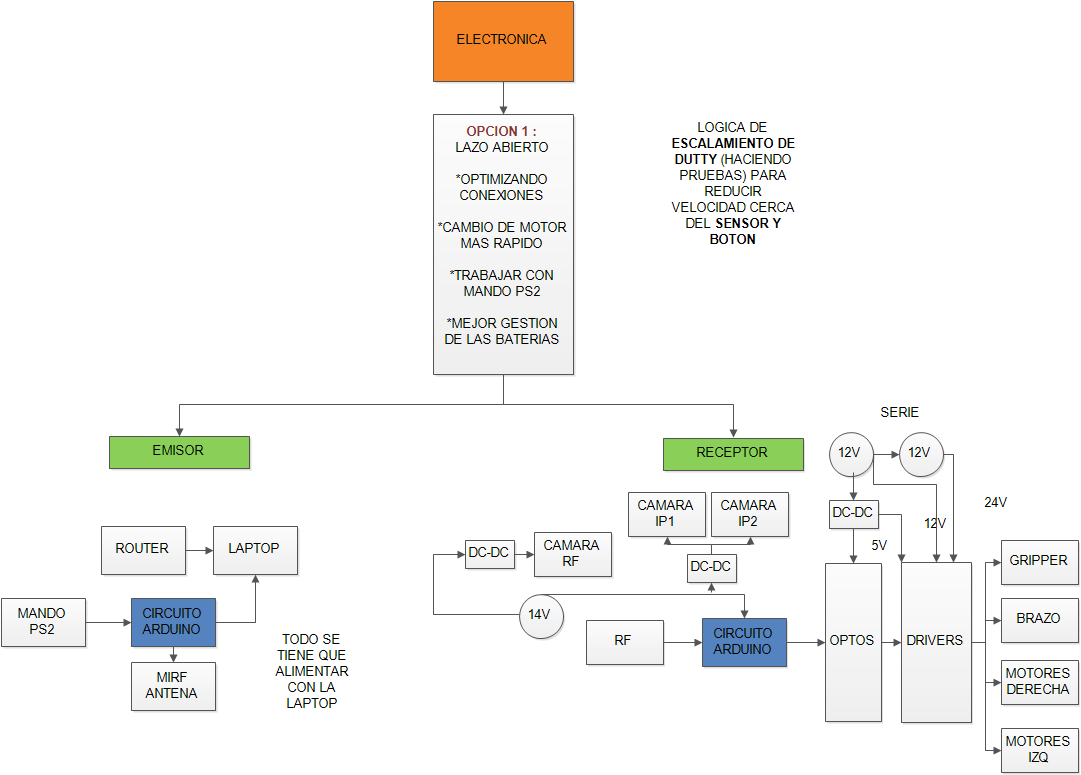 ELECTRONICA
OPCION 1 :
LAZO ABIERTO
*OPTIMIZANDO
CONEXIONES
*CAMBIO DE MOTOR
MAS RAPIDO
*TRABAJAR CON
MANDO PS2
*MEJOR GESTION
DE LAS BATERIAS
LOGICA DE
ESCALAMIENTO DE
DUTTY (HACIENDO
PRUEBAS) PARA
REDUCIR
VELOCIDAD CERCA
DEL SENSOR Y
BOTON
EMISOR
ROUTER
LAPTOP
MANDO
PS2
CIRCUITO
ARDUINO
MIRF
ANTENA
TODO SE
TIENE QUE
ALIMENTAR
CON LA
LAPTOP
RECEPTOR
CAMARA
IP1
CAMARA
IP2
DC-DC
CAMARA
RF
DC-DC
14V
RF
CIRCUITO
ARDUINO
SERIE
12V
12V
DC-DC
24V
12V
5V
OPTOS
DRIVERS
GRIPPER
BRAZO
MOTORES
DERECHA
MOTORES
IZQ